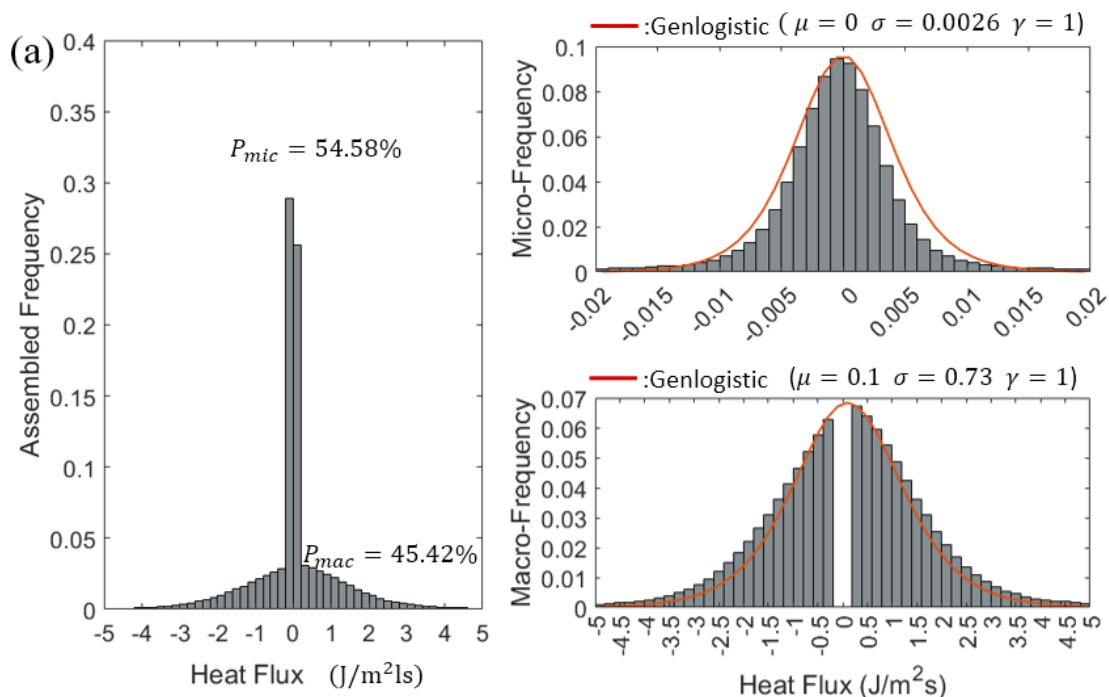 (a)
0.4
0.35
0.3
0.25
0.2
0.15
0.1
0.05
0
Assembled Frequency
P_mic = 54.58%
P_mac = 45.42%
-5 -4 -3 -2 -1 0 1 2 3 4 5
Heat Flux (J/m²ls)
:Genlogistic ( μ = 0 σ = 0.0026 γ = 1)
0.1
0.08
0.06
0.04
0.02
0
Micro-Frequency
-0.02 -0.015 -0.01 -0.005 0 0.005 0.01 0.015 0.02
:Genlogistic (μ = 0.1 σ = 0.73 γ = 1)
0.07
0.06
0.05
0.04
0.03
0.02
0.01
0
Macro-Frequency
-5 -4.5 -4 -3.5 -3 -2.5 -2 -1.5 -1 -0.5 0 0.5 1 1.5 2 2.5 3 3.5 4 4.5 5
Heat Flux (J/m²s)